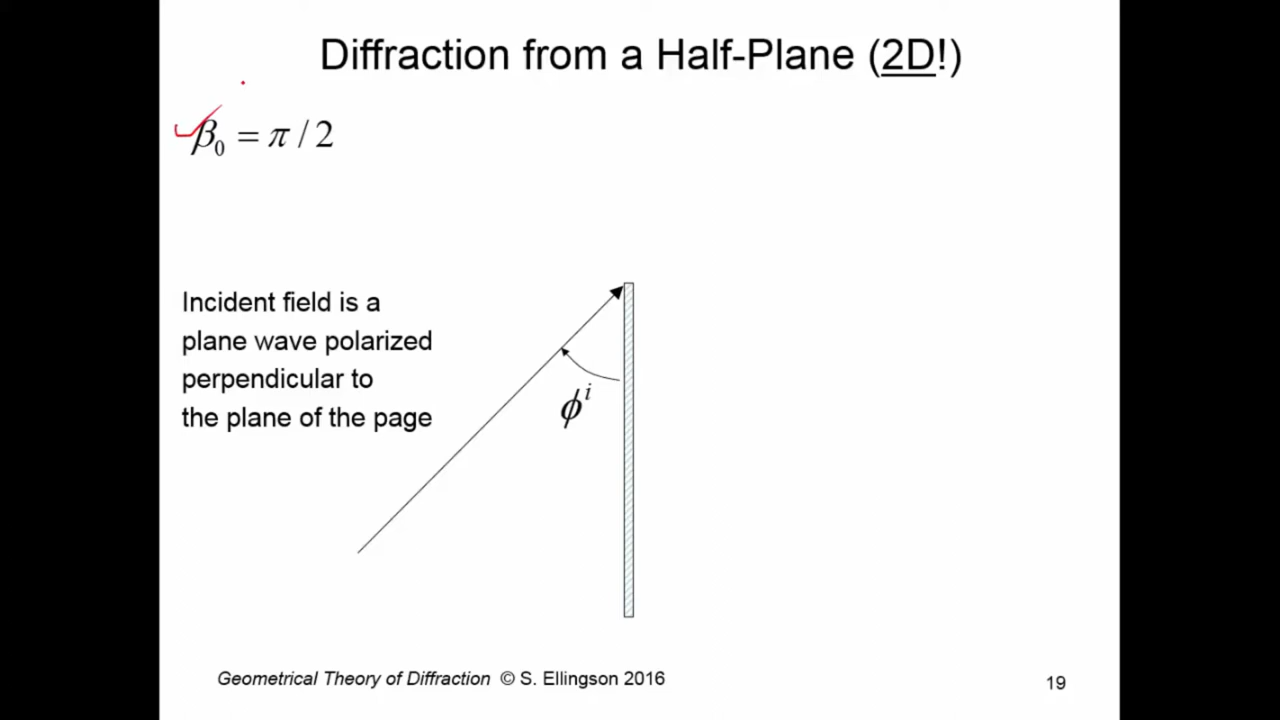 Diffraction from a Half-Plane (2D!)
β₀ = π / 2
Incident field is a
plane wave polarized
perpendicular to
the plane of the page
ϕⁱ
Geometrical Theory of Diffraction © S. Ellingson 2016
19